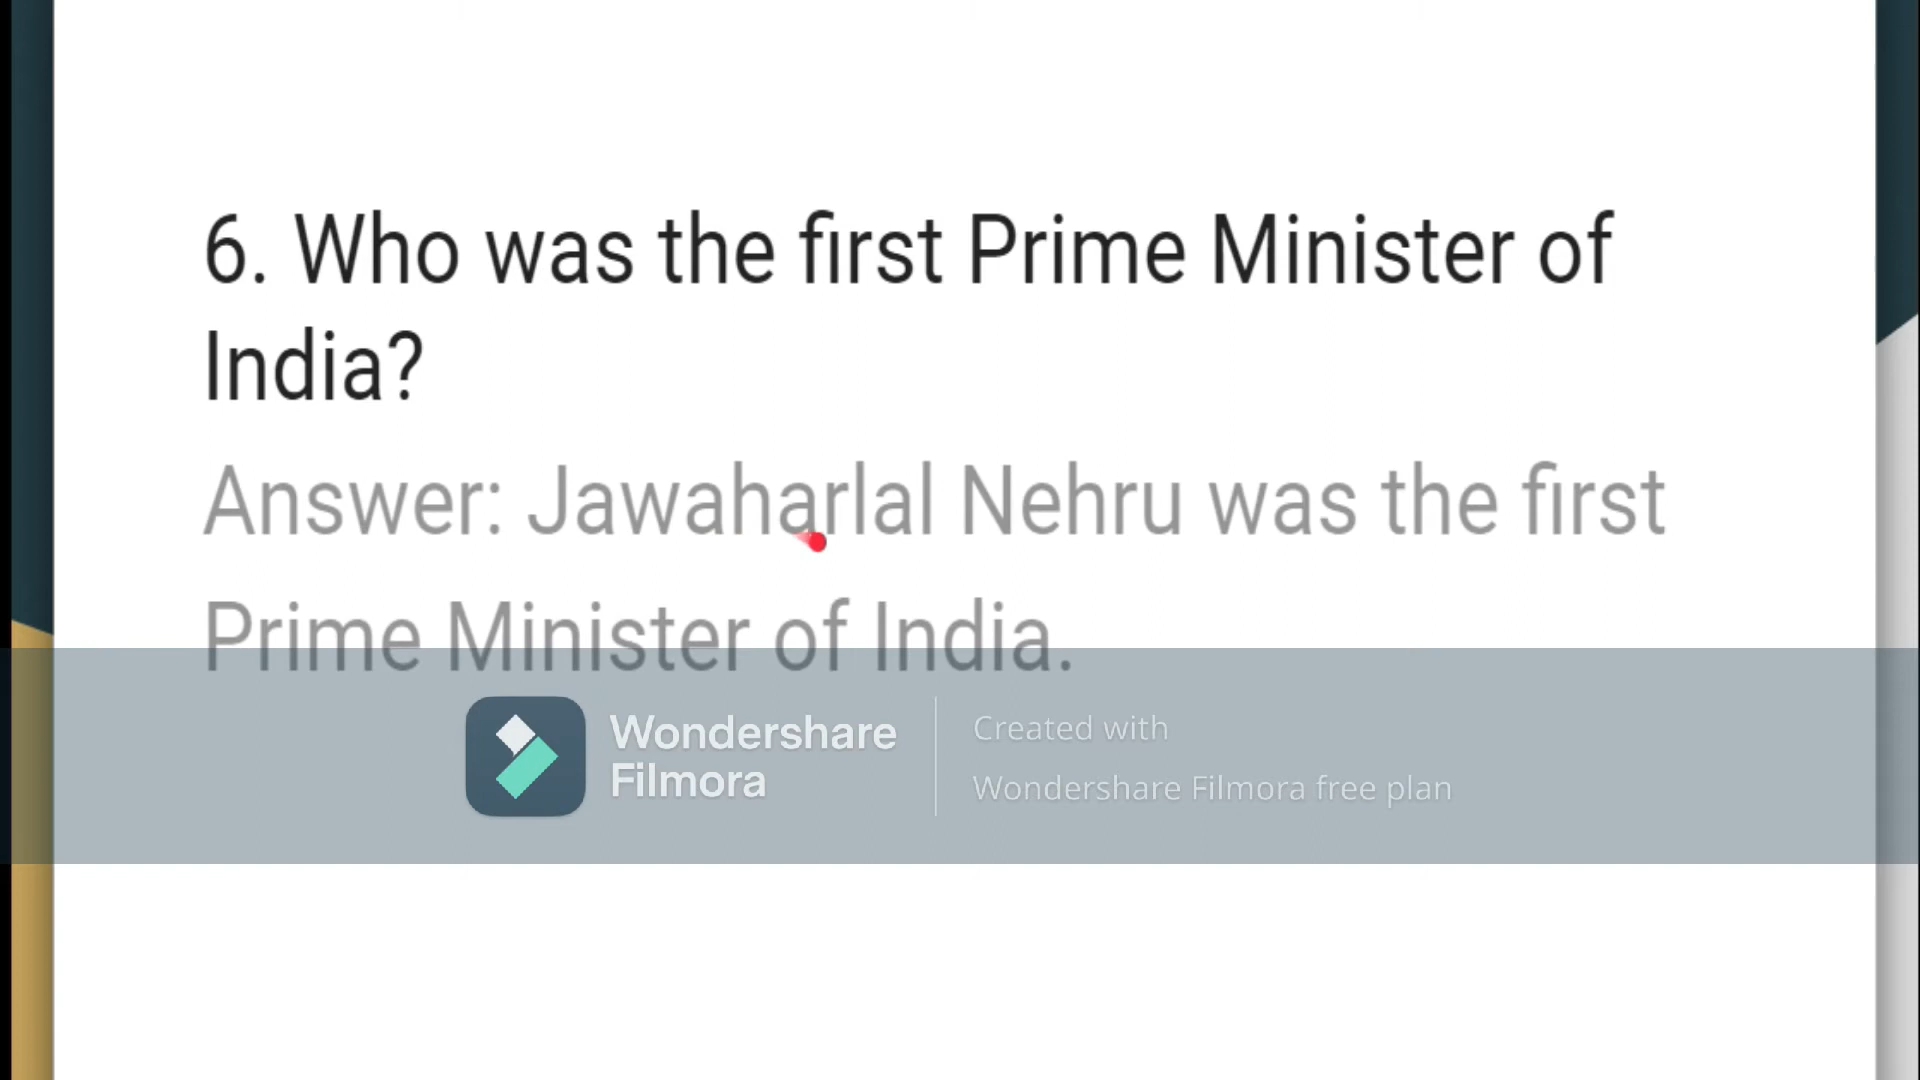 6. Who was the first Prime Minister of
India?
Answer: Jawaharlal Nehru was the first
Prime Minister of India.
Wondershare
Filmora
Created with
Wondershare Filmora free plan